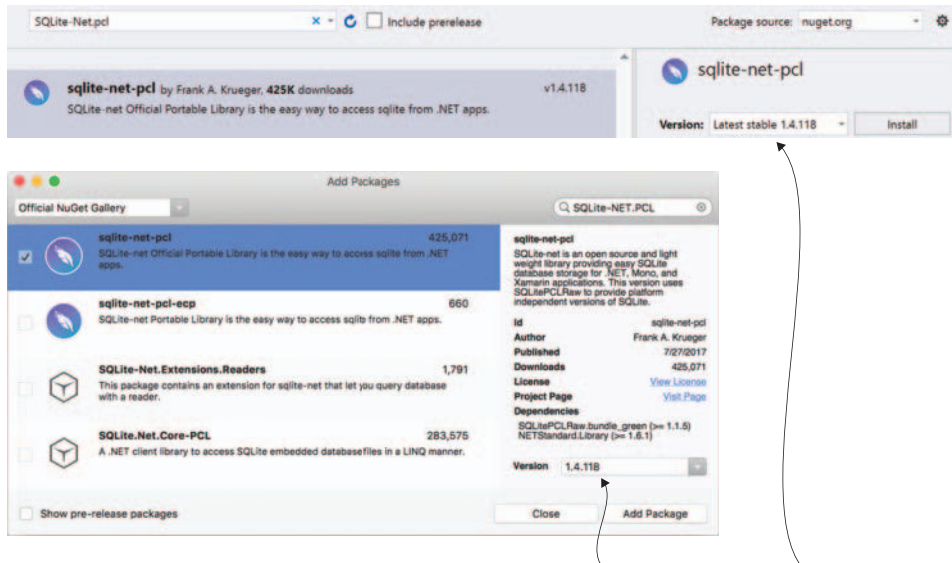 SQLite-Net.pcl
Include prerelease
Package source: nuget.org
sqlite-net-pcl by Frank A. Krueger, 425K downloads
v1.4.118
SQLite-net Official Portable Library is the easy way to access sqlite from .NET apps.
sqlite-net-pcl
Version: Latest stable 1.4.118
Install
Add Packages
Official NuGet Gallery
SQLite-NET.PCL
sqlite-net-pcl 425,071
SQLite-net Official Portable Library is the easy way to access sqlite from .NET
apps.
sqlite-net-pcl-ecp 660
SQLite-net Portable Library is the easy way to access sqlite from .NET apps.
SQLite-Net.Extensions.Readers 1,791
This package contains an extension for sqlite-net that let you query database
with a reader.
SQLite.Net.Core-PCL 283,575
A .NET client library to access SQLite embedded databasefiles in a LINQ manner.
sqlite-net-pcl
SQLite-net is an open source and light
weight library providing easy SQLite
database storage for .NET, Mono, and
Xamarin applications. This version uses
SQLitePCLRaw to provide platform
independent versions of SQLite.
Id sqlite-net-pcl
Author Frank A. Krueger
Published 7/27/2017
Downloads 425,071
License View License
Project Page Visit Page
Dependencies
SQLitePCLRaw.bundle_green (>= 1.1.5)
NETStandard.Library (>= 1.6.1)
Version 1.4.118
Show pre-release packages
Close
Add Package